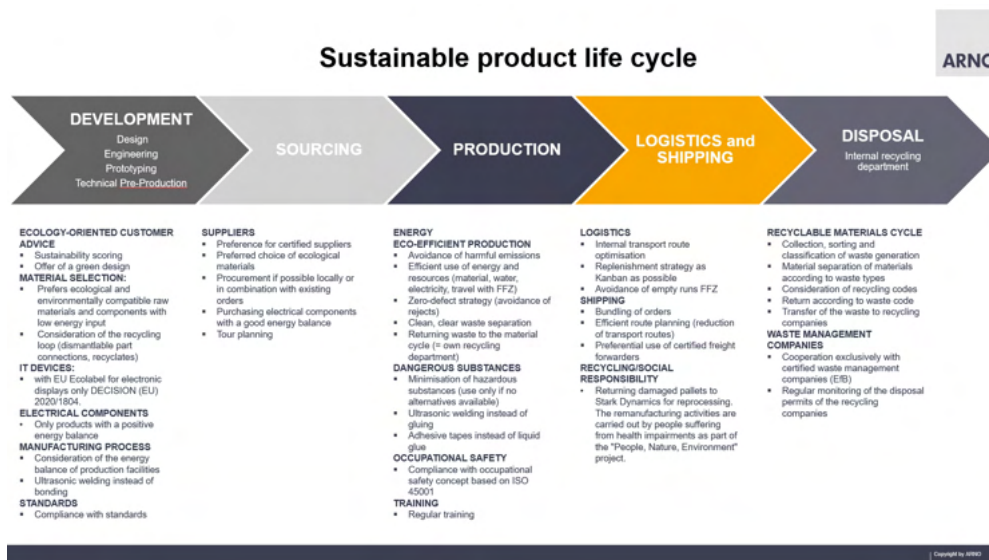 Sustainable product life cycle
ARNO
DEVELOPMENT
Design
Engineering
Prototyping
Technical Pre-Production
SOURCING
PRODUCTION
LOGISTICS and
SHIPPING
DISPOSAL
Internal recycling
department
ECOLOGY-ORIENTED CUSTOMER
ADVICE
▪ Sustainability scoring
▪ Offer of a green design
MATERIAL SELECTION:
▪ Prefers ecological and
environmentally compatible raw
materials and components with
low energy input
▪ Consideration of the recycling
loop (dismantlable part
connections, recyclates)
IT DEVICES:
▪ with EU Ecolabel for electronic
displays only DECISION (EU)
2020/1804.
ELECTRICAL COMPONENTS
▪ Only products with a positive
energy balance
MANUFACTURING PROCESS
▪ Consideration of the energy
balance of production facilities
▪ Ultrasonic welding instead of
bonding
STANDARDS
▪ Compliance with standards
SUPPLIERS
▪ Preference for certified suppliers
▪ Preferred choice of ecological
materials
▪ Procurement if possible locally or
in combination with existing
orders
▪ Purchasing electrical components
with a good energy balance
▪ Tour planning
ENERGY
ECO-EFFICIENT PRODUCTION
▪ Avoidance of harmful emissions
▪ Efficient use of energy and
resources (material, water,
electricity, travel with FFZ)
▪ Zero-defect strategy (avoidance of
rejects)
▪ Clean, clear waste separation
▪ Returning waste to the material
cycle (= own recycling
department)
DANGEROUS SUBSTANCES
▪ Minimisation of hazardous
substances (use only if no
alternatives available)
▪ Ultrasonic welding instead of
gluing
▪ Adhesive tapes instead of liquid
glue
OCCUPATIONAL SAFETY
▪ Compliance with occupational
safety concept based on ISO
45001
TRAINING
▪ Regular training
LOGISTICS
▪ Internal transport route
optimisation
▪ Replenishment strategy as
Kanban as possible
▪ Avoidance of empty runs FFZ
SHIPPING
▪ Bundling of orders
▪ Efficient route planning (reduction
of transport routes)
▪ Preferential use of certified freight
forwarders
RECYCLING/SOCIAL
RESPONSIBILITY
▪ Returning damaged pallets to
Stark Dynamics for reprocessing.
The remanufacturing activities are
carried out by people suffering
from health impairments as part of
the "People, Nature, Environment"
project.
RECYCLABLE MATERIALS CYCLE
▪ Collection, sorting and
classification of waste generation
▪ Material separation of materials
according to waste types
▪ Consideration of recycling codes
▪ Return according to waste code
▪ Transfer of the waste to recycling
companies
WASTE MANAGEMENT
COMPANIES
▪ Cooperation exclusively with
certified waste management
companies (EfB)
▪ Regular monitoring of the disposal
permits of the recycling
companies
Copyright by ARNO